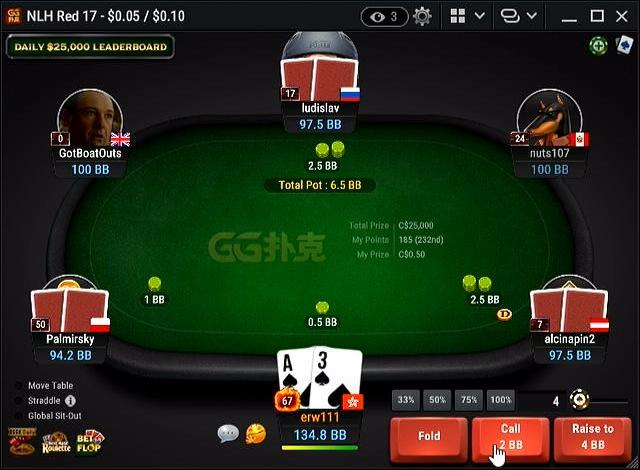 NLH Red 17 - $0.05 / $0.10
3
DAILY $25,000 LEADERBOARD
17
ludislav
97.5 BB
0
GotBoatOuts
100 BB
24
nuts107
100 BB
2.5 BB
Total Pot : 6.5 BB
GG扑克
Total Prize C$25,000
My Points 185 (232nd)
My Prize C$0.50
1 BB
0.5 BB
2.5 BB
D
50
Palmirsky
94.2 BB
7
alcinapin2
97.5 BB
A 3
67
erw111
134.8 BB
Move Table
Straddle
Global Sit-Out
33% 50% 75% 100% 4
Fold
Call
2 BB
Raise to
4 BB
BET
FLOP